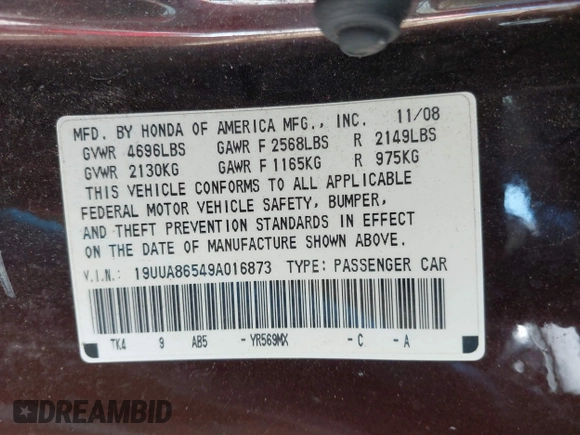 MFD. BY HONDA OF AMERICA MFG., INC. 11/08
GVWR 4696LBS GAWR F 2568LBS R 2149LBS
GVWR 2130KG GAWR F 1165KG R 975KG
THIS VEHICLE CONFORMS TO ALL APPLICABLE
FEDERAL MOTOR VEHICLE SAFETY, BUMPER,
AND THEFT PREVENTION STANDARDS IN EFFECT
ON THE DATE OF MANUFACTURE SHOWN ABOVE.
V.I.N.: 19UUA86549A016873 TYPE: PASSENGER CAR
TK4 9 AB5 - YR569MX - C - A
DREAMBID